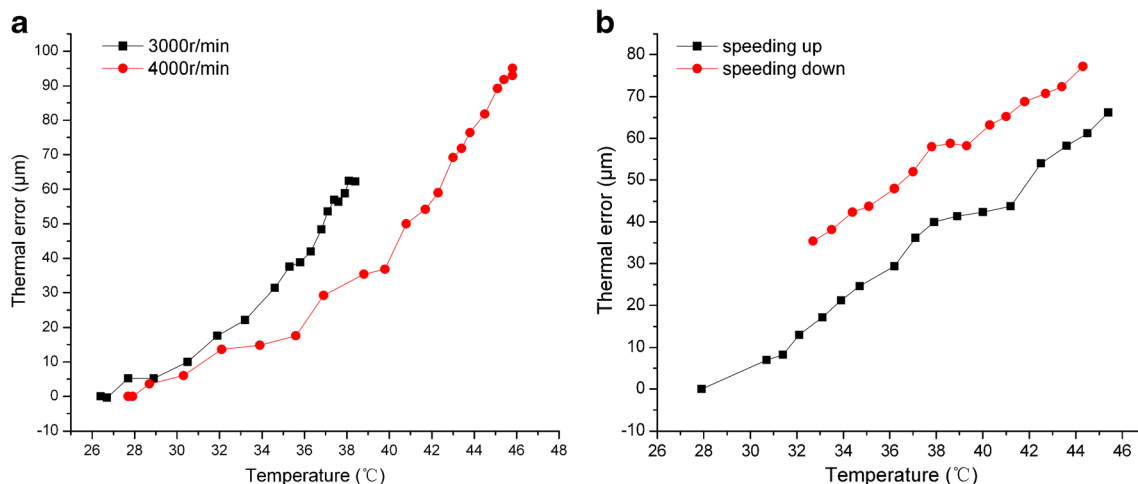 a
3000r/min
4000r/min
100
90
80
70
60
50
40
30
20
10
0
-10
Thermal error (μm)
26 28 30 32 34 36 38 40 42 44 46 48
Temperature (℃)
b
speeding up
speeding down
80
70
60
50
40
30
20
10
0
-10
Thermal error (μm)
26 28 30 32 34 36 38 40 42 44 46
Temperature (℃)